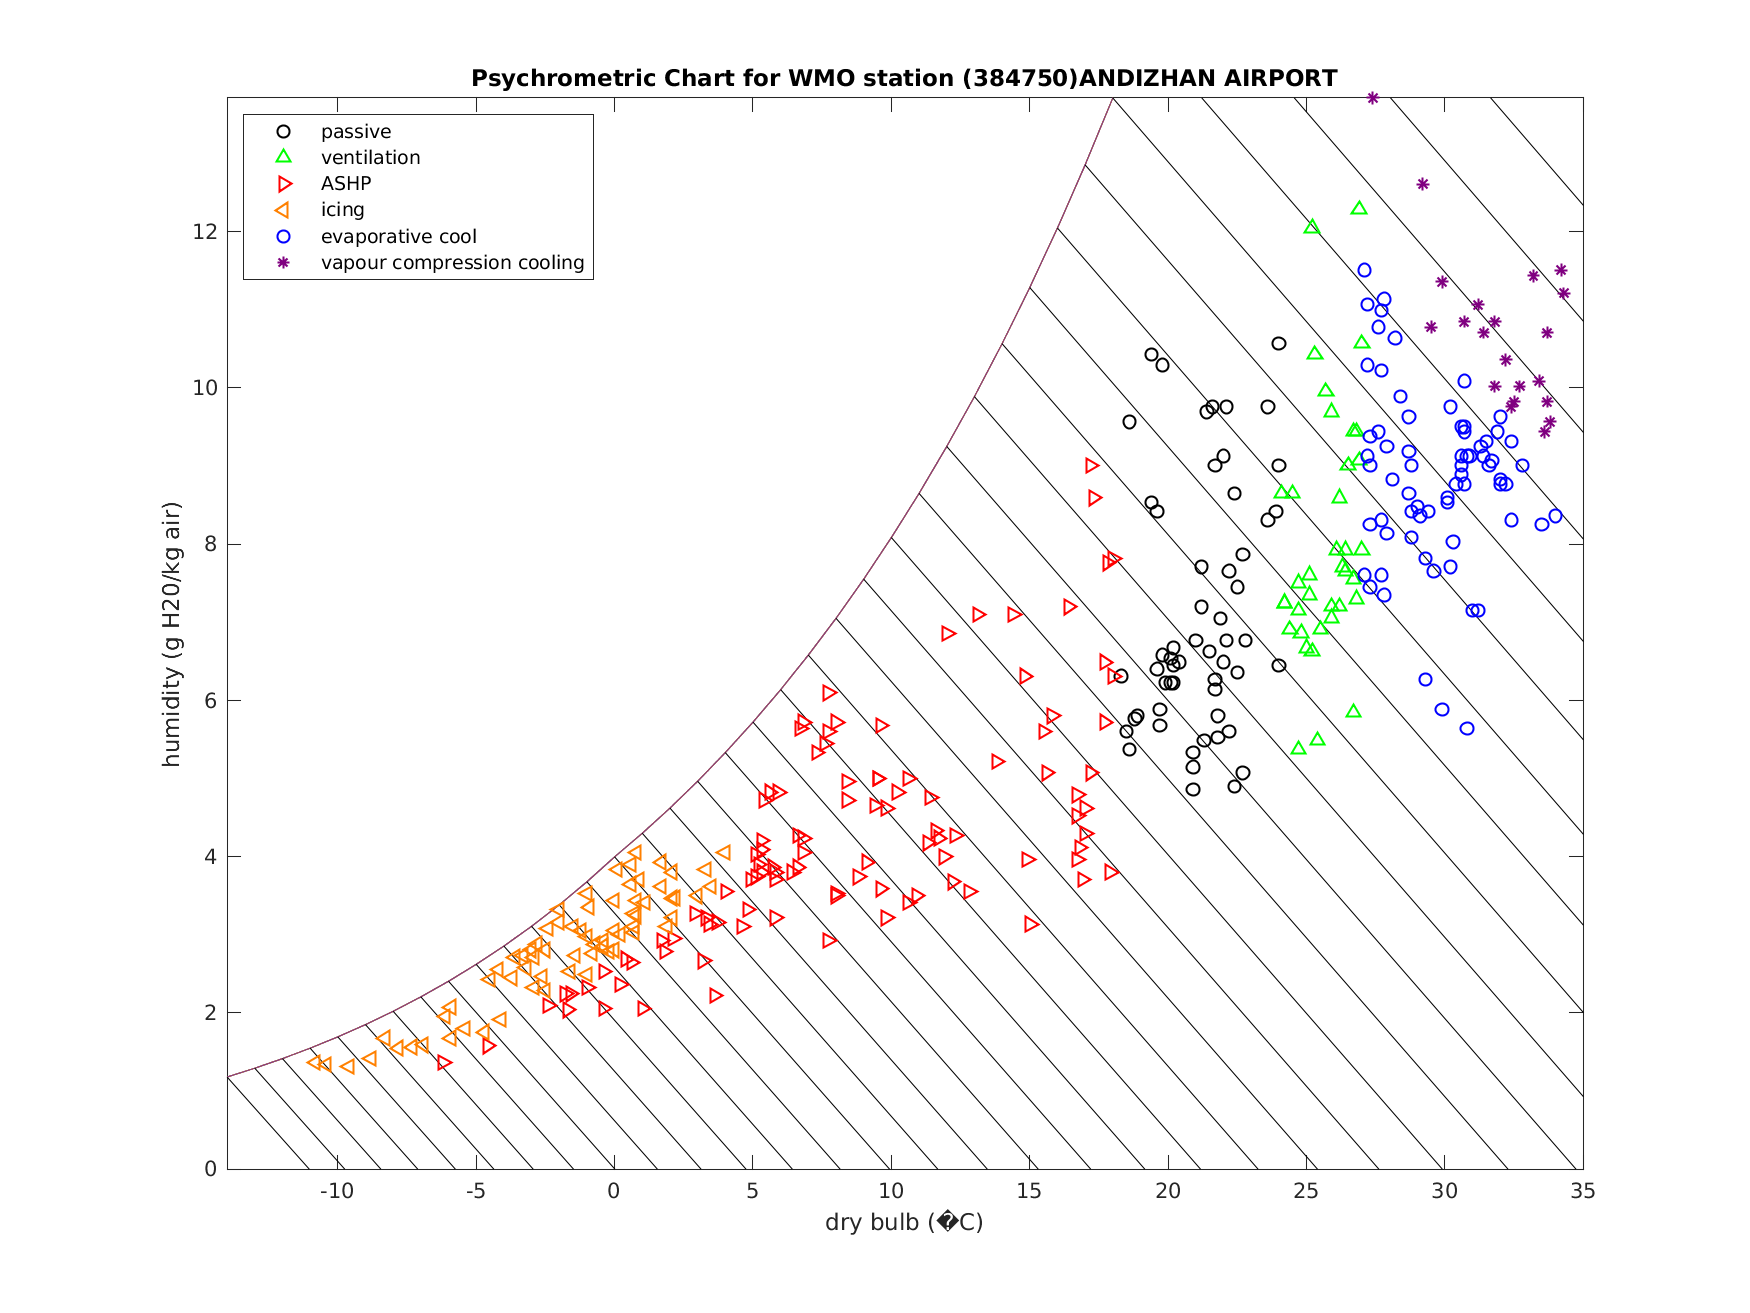 Psychrometric Chart for WMO station (384750)ANDIZHAN AIRPORT
passive
ventilation
ASHP
icing
evaporative cool
vapour compression cooling
humidity (g H20/kg air)
12
10
8
6
4
2
0
-10 -5 0 5 10 15 20 25 30 35
dry bulb (�C)